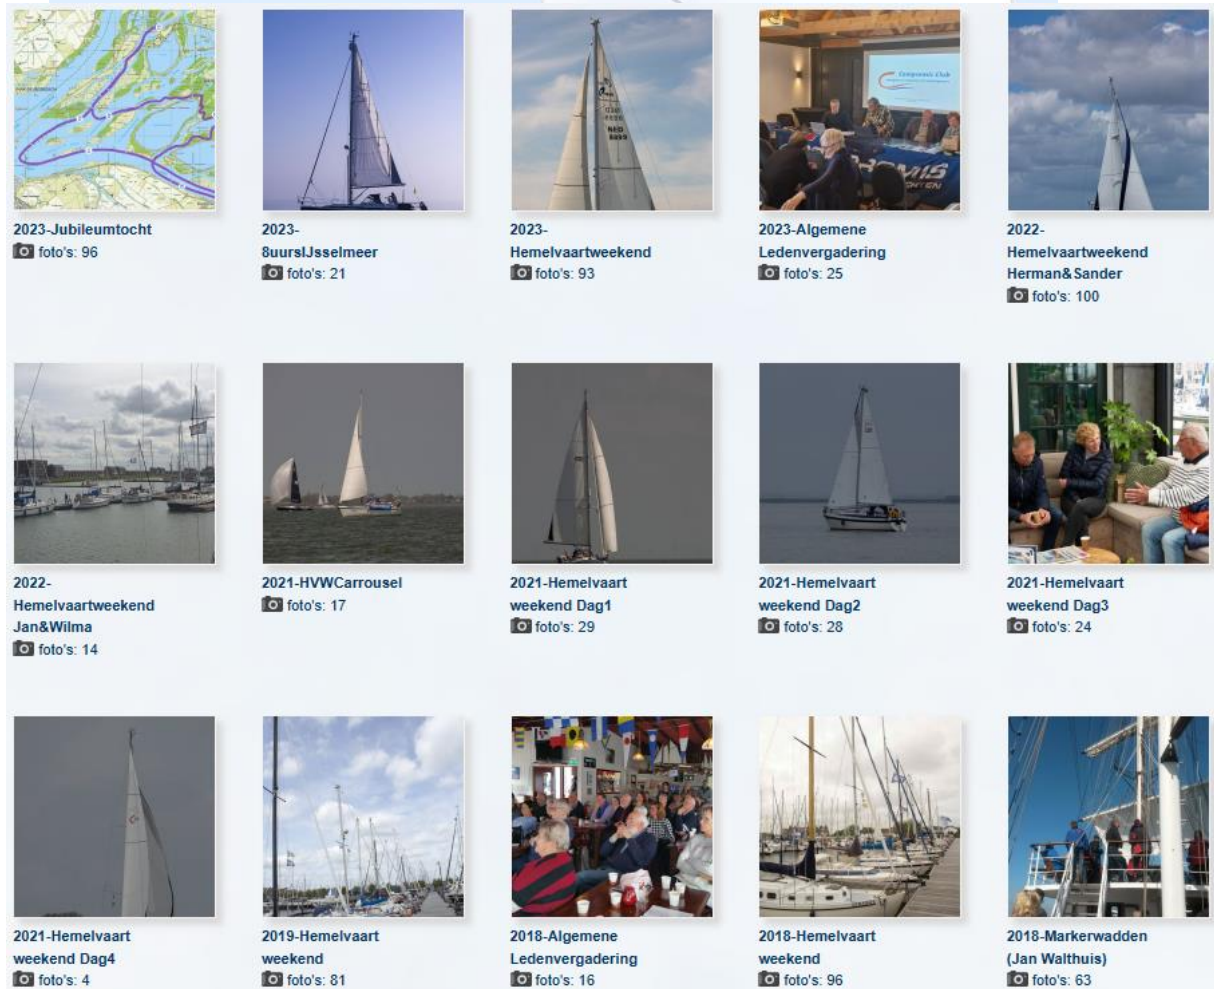 Compromis Club
NED
2023-Jubileumtocht
foto's: 96
2023-
8uursIJsselmeer
foto's: 21
2023-
Hemelvaartweekend
foto's: 93
2023-Algemene
Ledenvergadering
foto's: 25
2022-
Hemelvaartweekend
Herman&Sander
foto's: 100
2022-
Hemelvaartweekend
Jan&Wilma
foto's: 14
2021-HVWCarrousel
foto's: 17
2021-Hemelvaart
weekend Dag1
foto's: 29
2021-Hemelvaart
weekend Dag2
foto's: 28
2021-Hemelvaart
weekend Dag3
foto's: 24
2021-Hemelvaart
weekend Dag4
foto's: 4
2019-Hemelvaart
weekend
foto's: 81
2018-Algemene
Ledenvergadering
foto's: 16
2018-Hemelvaart
weekend
foto's: 96
2018-Markerwadden
(Jan Walthuis)
foto's: 63